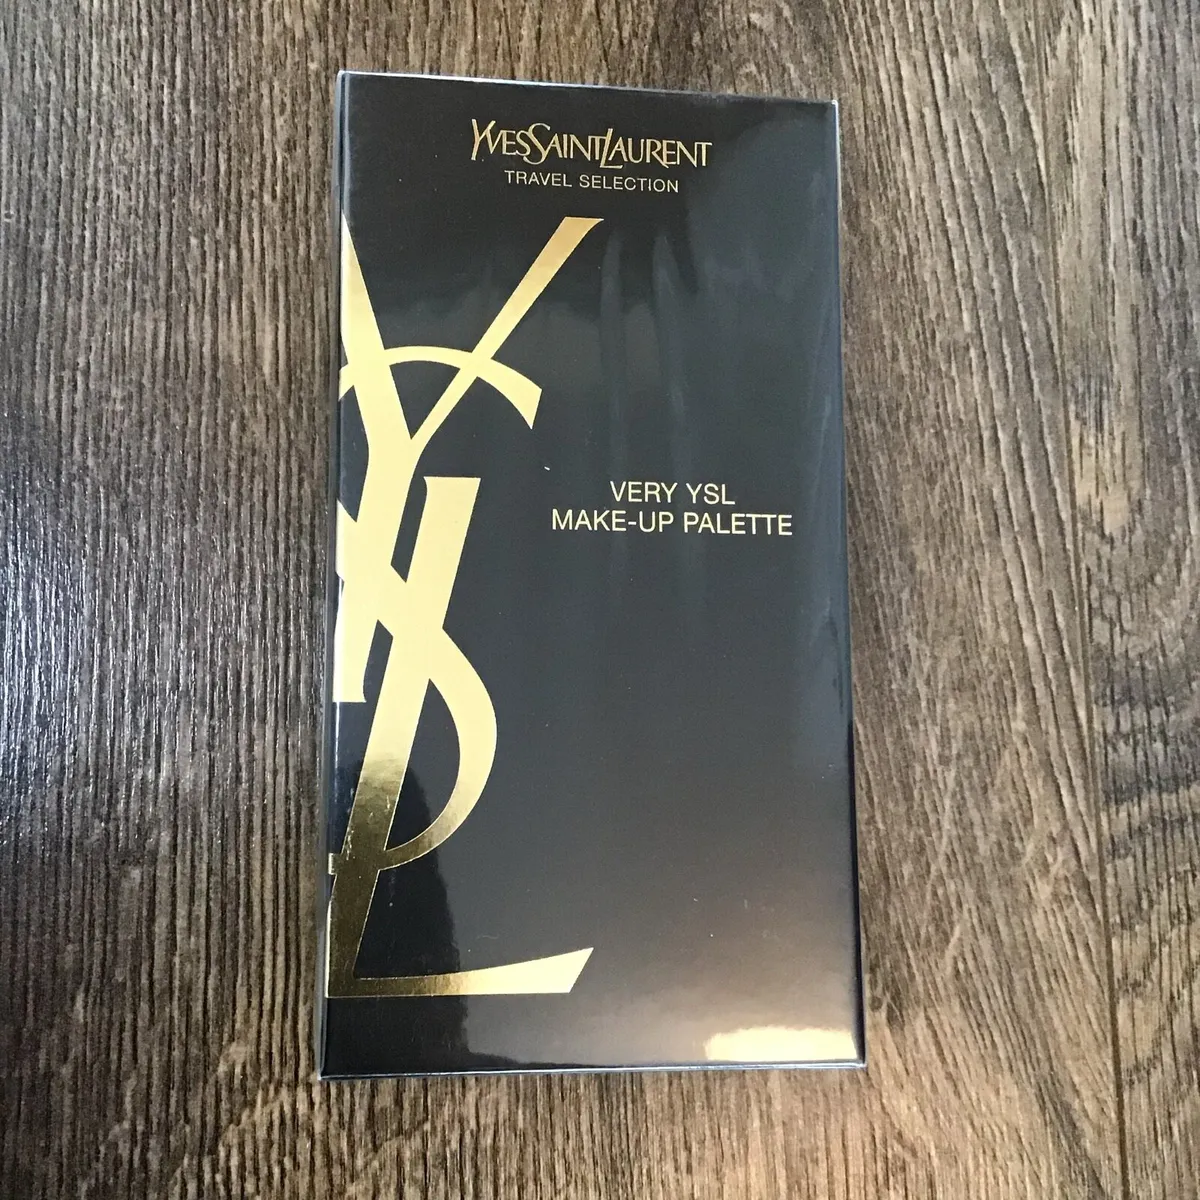 YVESSAINTLAURENT
TRAVEL SELECTION
YSL
VERY YSL
MAKE-UP PALETTE